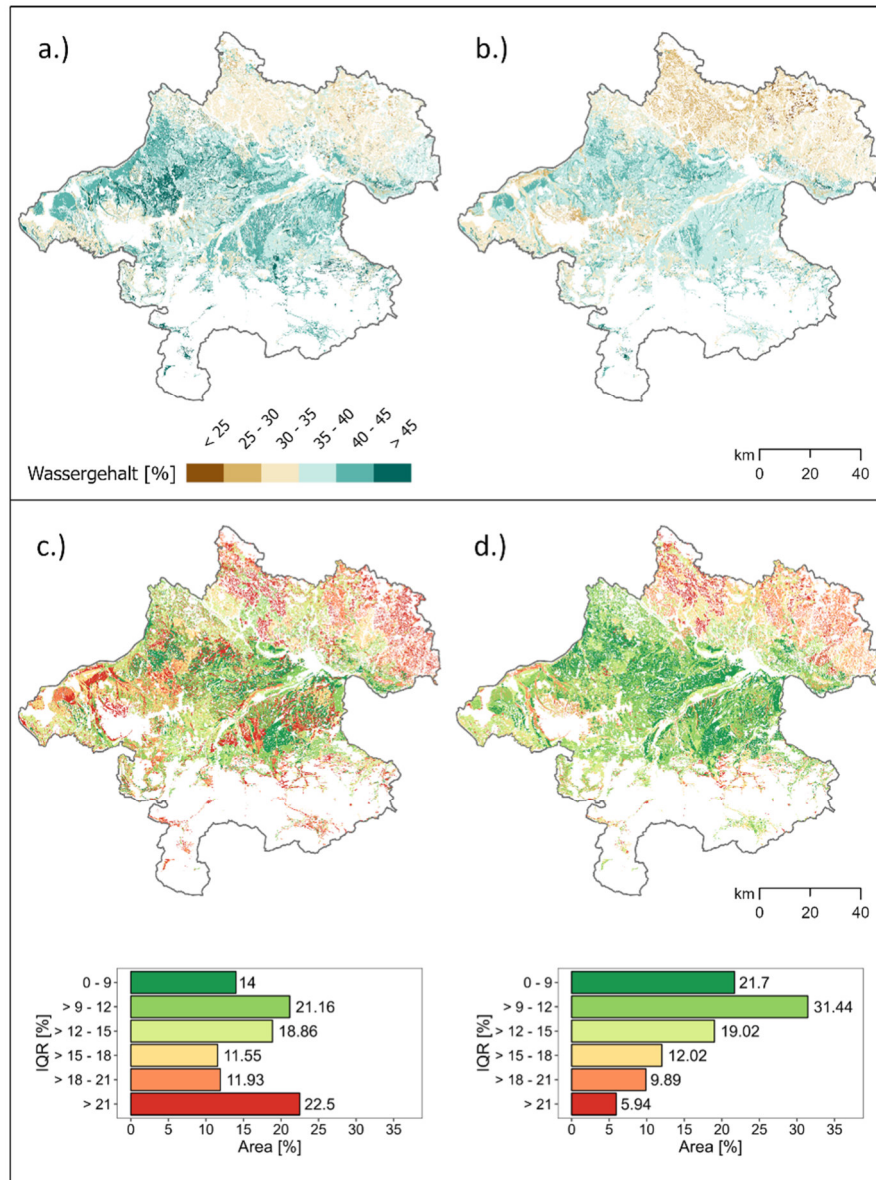 a.)
b.)
< 25
25 - 30
30 - 35
35 - 40
40 - 45
> 45
Wassergehalt [%]
km
0 20 40
c.)
d.)
km
0 20 40
IQR [%]
0 - 9
14
> 9 - 12
21.16
> 12 - 15
18.86
> 15 - 18
11.55
> 18 - 21
11.93
> 21
22.5
0 5 10 15 20 25 30 35
Area [%]
IQR [%]
0 - 9
21.7
> 9 - 12
31.44
> 12 - 15
19.02
> 15 - 18
12.02
> 18 - 21
9.89
> 21
5.94
0 5 10 15 20 25 30 35
Area [%]